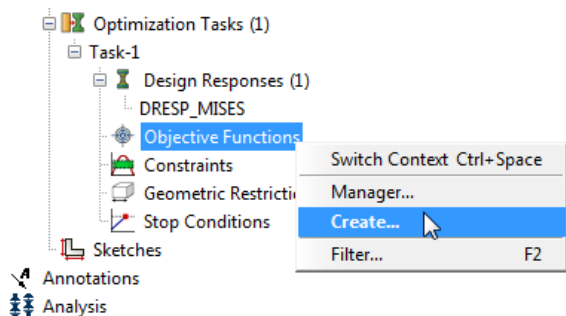 Optimization Tasks (1)
Task-1
Design Responses (1)
DRESP_MISES
Objective Functions
Constraints
Geometric Restricti
Stop Conditions
Sketches
Annotations
Analysis
Switch Context Ctrl+Space
Manager...
Create...
Filter... F2